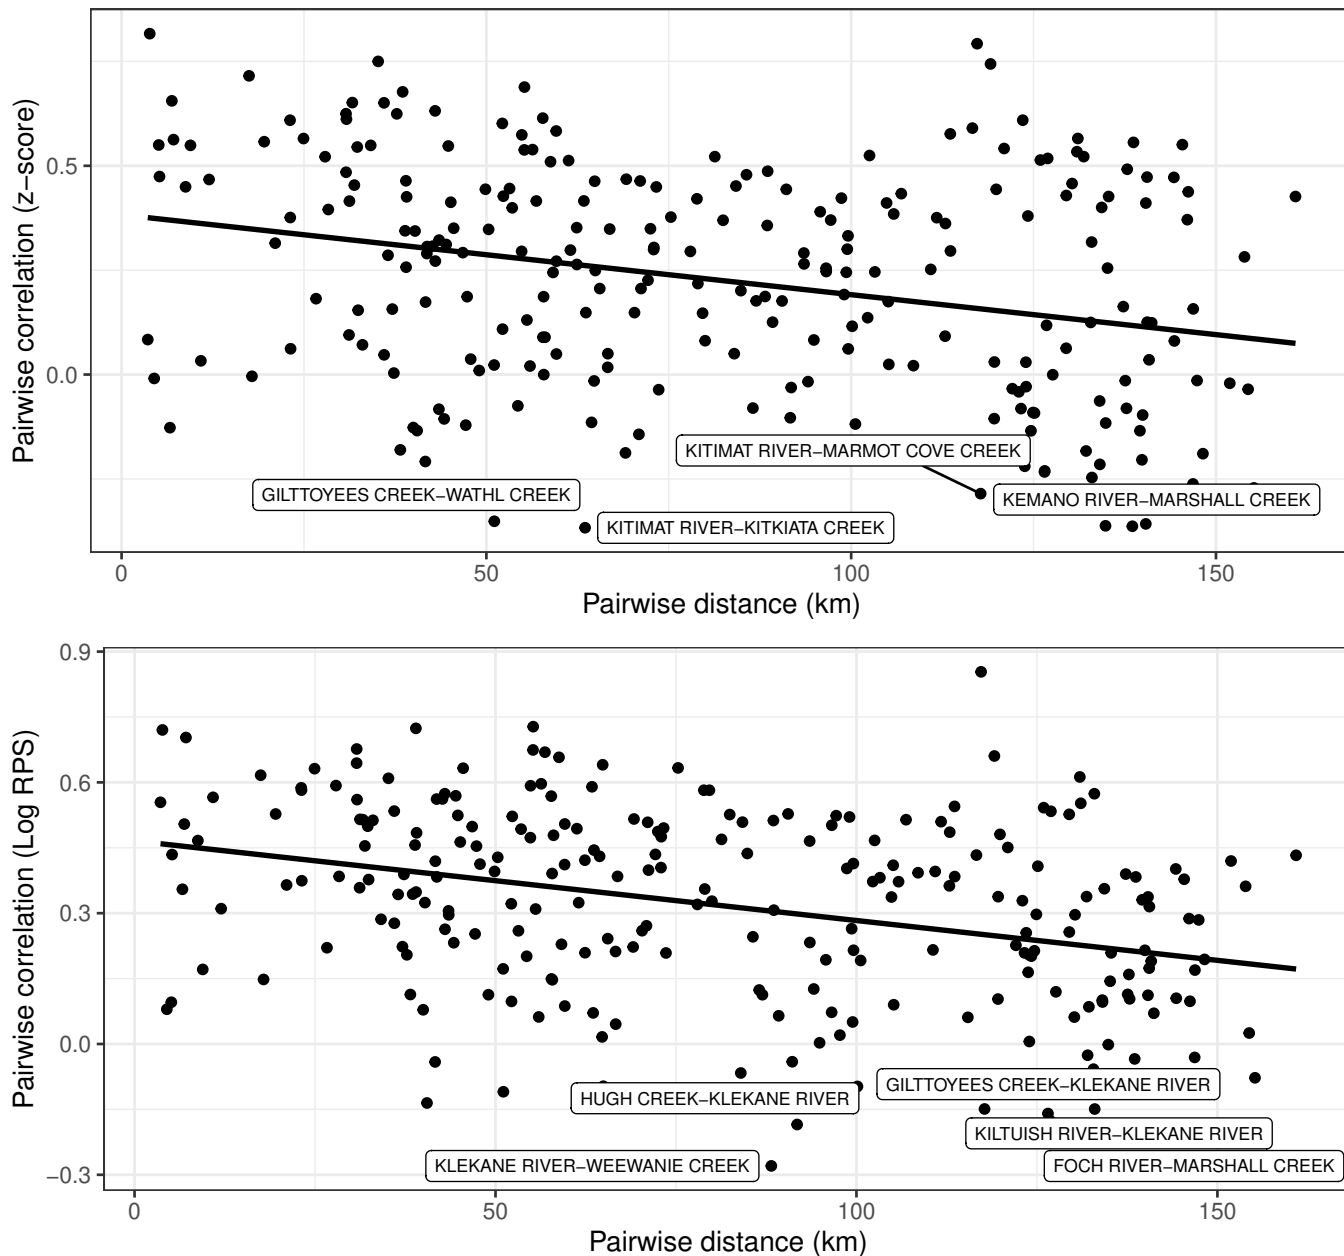 Pairwise correlation (z−score)
0.5
0.0
KITIMAT RIVER−MARMOT COVE CREEK
GILTTOYEES CREEK−WATHL CREEK
KEMANO RIVER−MARSHALL CREEK
KITIMAT RIVER−KITKIATA CREEK
0 50 100 150
Pairwise distance (km)
Pairwise correlation (Log RPS)
0.9
0.6
0.3
0.0
−0.3
GILTTOYEES CREEK−KLEKANE RIVER
HUGH CREEK−KLEKANE RIVER
KILTUISH RIVER−KLEKANE RIVER
KLEKANE RIVER−WEEWANIE CREEK
FOCH RIVER−MARSHALL CREEK
0 50 100 150
Pairwise distance (km)